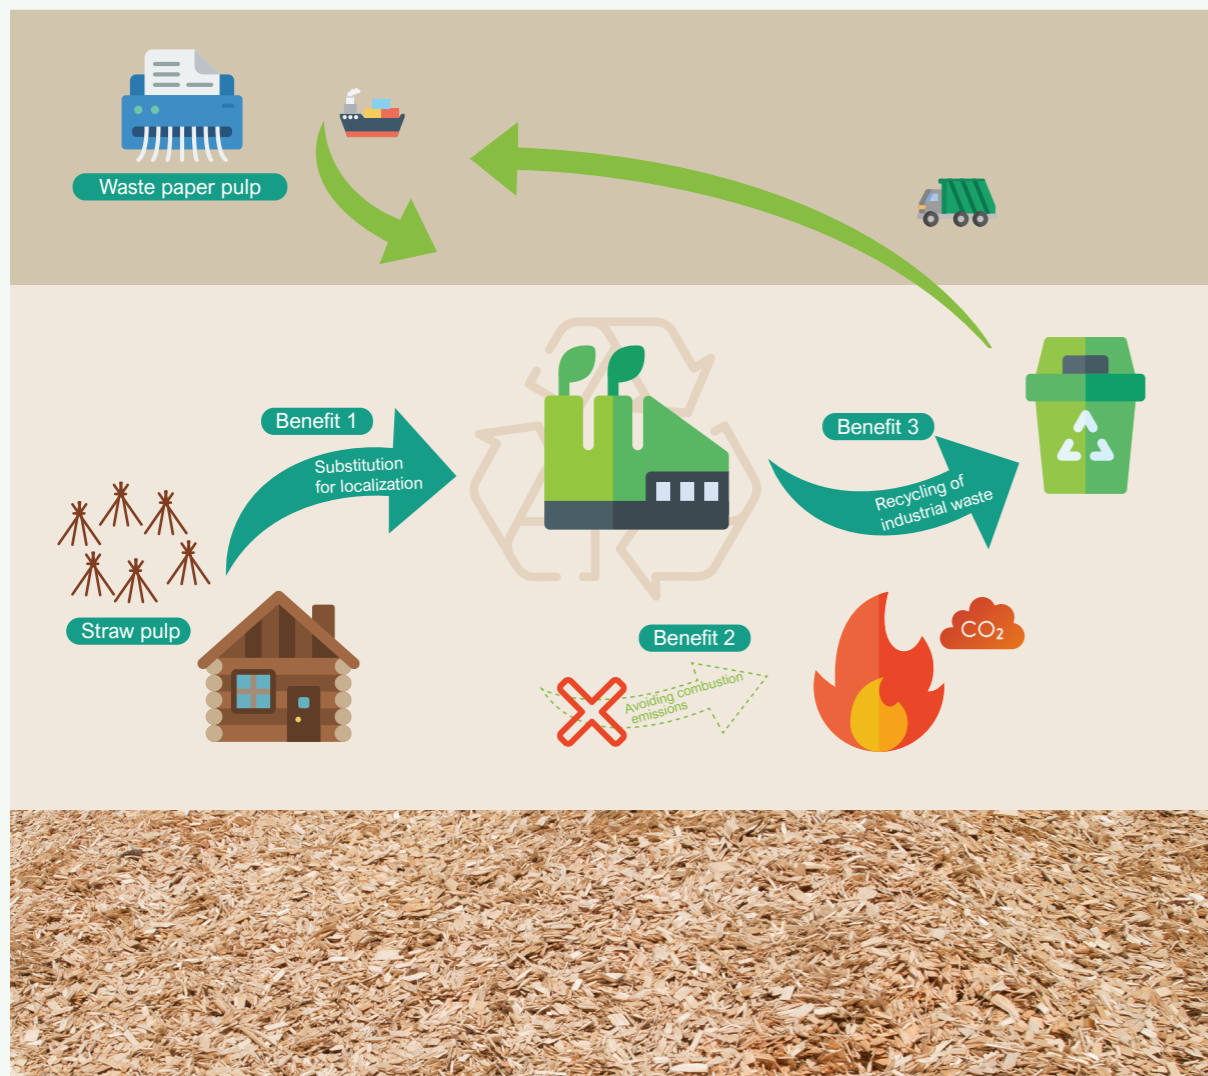 Waste paper pulp
Benefit 1
Substitution
for localization
Benefit 3
Recycling of
industrial waste
Straw pulp
Benefit 2
Avoiding combustion
emissions
CO₂